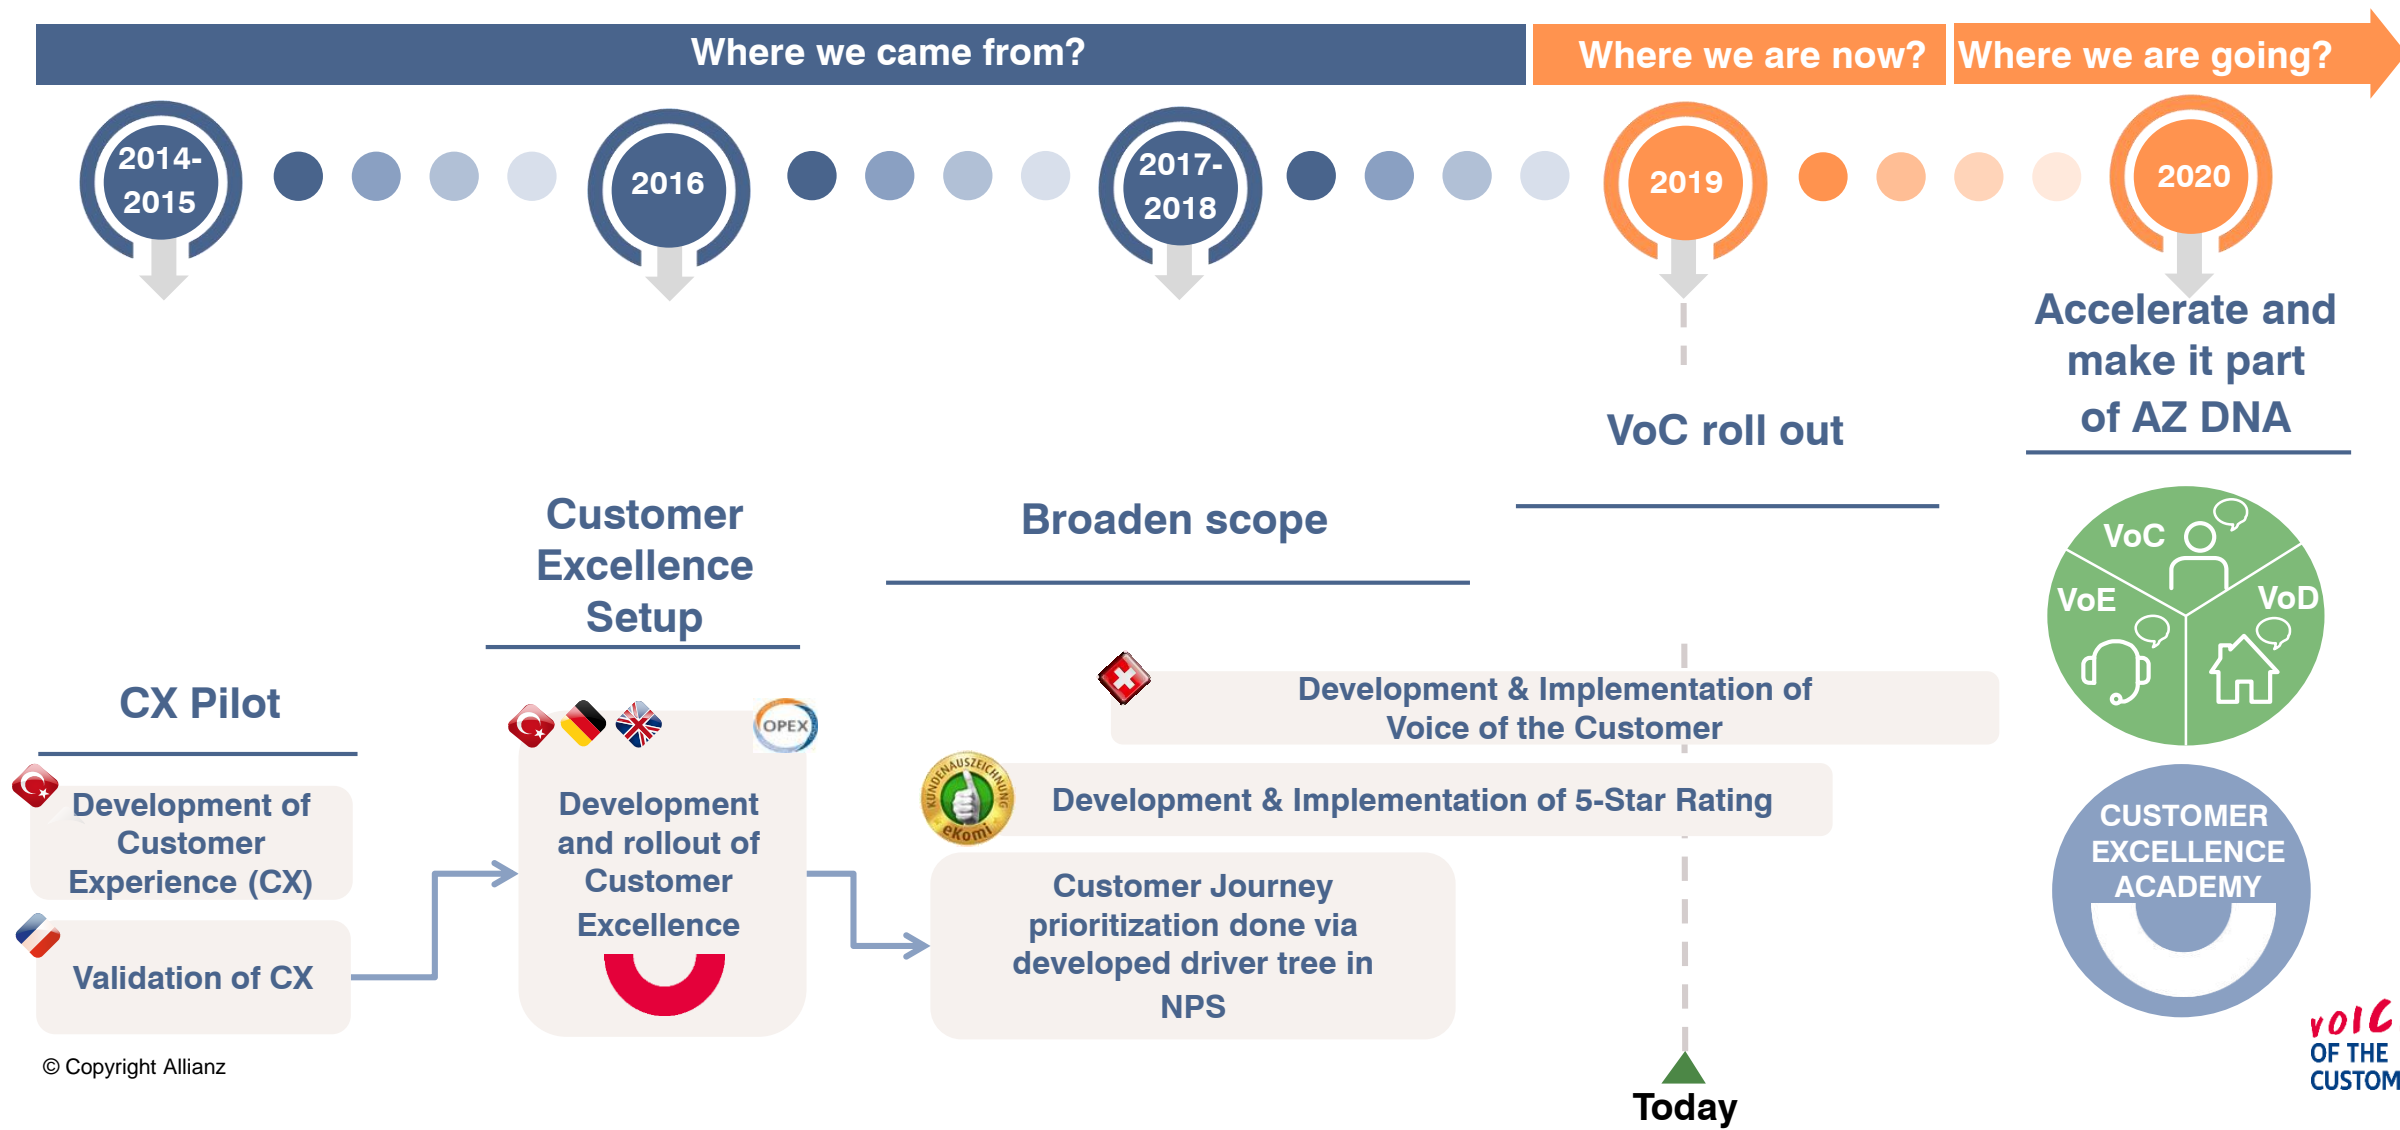 Where we came from?
Where we are now?
Where we are going?
2014-
2015
2016
2017-
2018
2019
2020
Accelerate and
make it part
of AZ DNA
VoC roll out
Customer
Excellence
Setup
Broaden scope
CX Pilot
VoC
VoE
VoD
Development & Implementation of
Voice of the Customer
OPEX
KUNDENAUSZEICHNUNG
eKomi
Development & Implementation of 5-Star Rating
Development of
Customer
Experience (CX)
Validation of CX
Development
and rollout of
Customer
Excellence
Customer Journey
prioritization done via
developed driver tree in
NPS
CUSTOMER
EXCELLENCE
ACADEMY
VOIC
OF THE
CUSTOM
© Copyright Allianz
Today